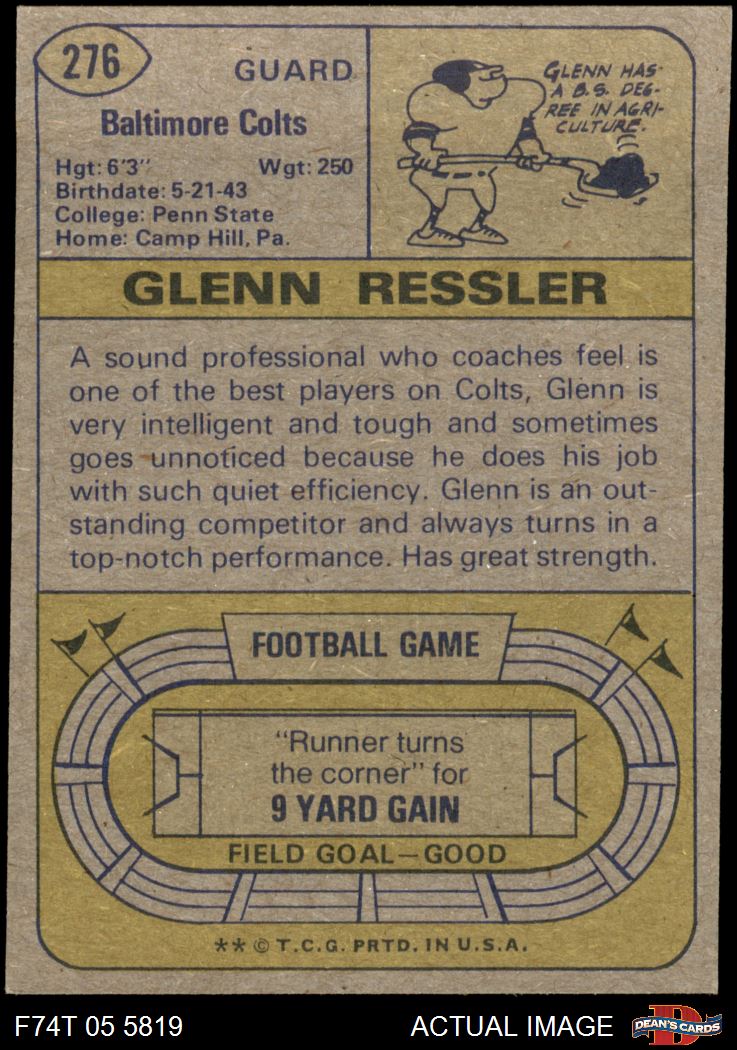 276
GUARD
Baltimore Colts
Hgt: 6'3" Wgt: 250
Birthdate: 5-21-43
College: Penn State
Home: Camp Hill, Pa.
GLENN HAS
A B.S. DEG-
REE IN AGRI-
CULTURE.
GLENN RESSLER
A sound professional who coaches feel is
one of the best players on Colts, Glenn is
very intelligent and tough and sometimes
goes unnoticed because he does his job
with such quiet efficiency. Glenn is an out-
standing competitor and always turns in a
top-notch performance. Has great strength.
FOOTBALL GAME
"Runner turns
the corner" for
9 YARD GAIN
FIELD GOAL—GOOD
** © T.C.G. PRTD. IN U.S.A.
F74T 05 5819 ACTUAL IMAGE
D
DEAN'S CARDS